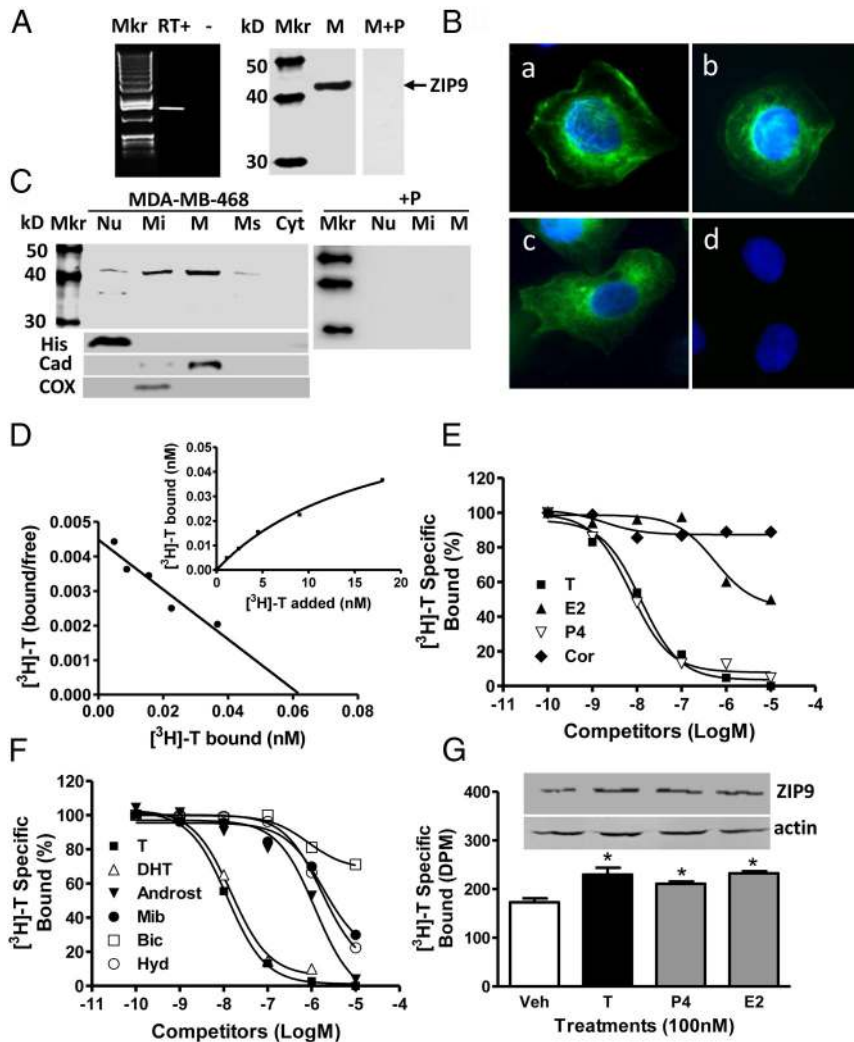 A
Mkr RT+ -
kD Mkr M M+P
50
40
30
ZIP9
B
a
b
c
d
C
MDA-MB-468
kD Mkr Nu Mi M Ms Cyt
50
40
30
His
Cad
COX
+P
Mkr Nu Mi M
D
[³H]-T (bound/free)
0.005
0.004
0.003
0.002
0.001
0.000
0.00 0.02 0.04 0.06 0.08
[³H]-T bound (nM)
[³H]-T bound (nM)
0.05
0.04
0.03
0.02
0.01
0.00
0 5 10 15 20
[³H]-T added (nM)
E
[³H]-T Specific
Bound (%)
120
100
80
60
40
20
0
T
E2
P4
Cor
-11 -10 -9 -8 -7 -6 -5 -4
Competitors (LogM)
F
[³H]-T Specific
Bound (%)
120
100
80
60
40
20
0
T
DHT
Androst
Mib
Bic
Hyd
-11 -10 -9 -8 -7 -6 -5 -4
Competitors (LogM)
G
[³H]-T Specific
Bound (DPM)
400
300
200
100
0
ZIP9
actin
* * *
Veh T P4 E2
Treatments (100nM)